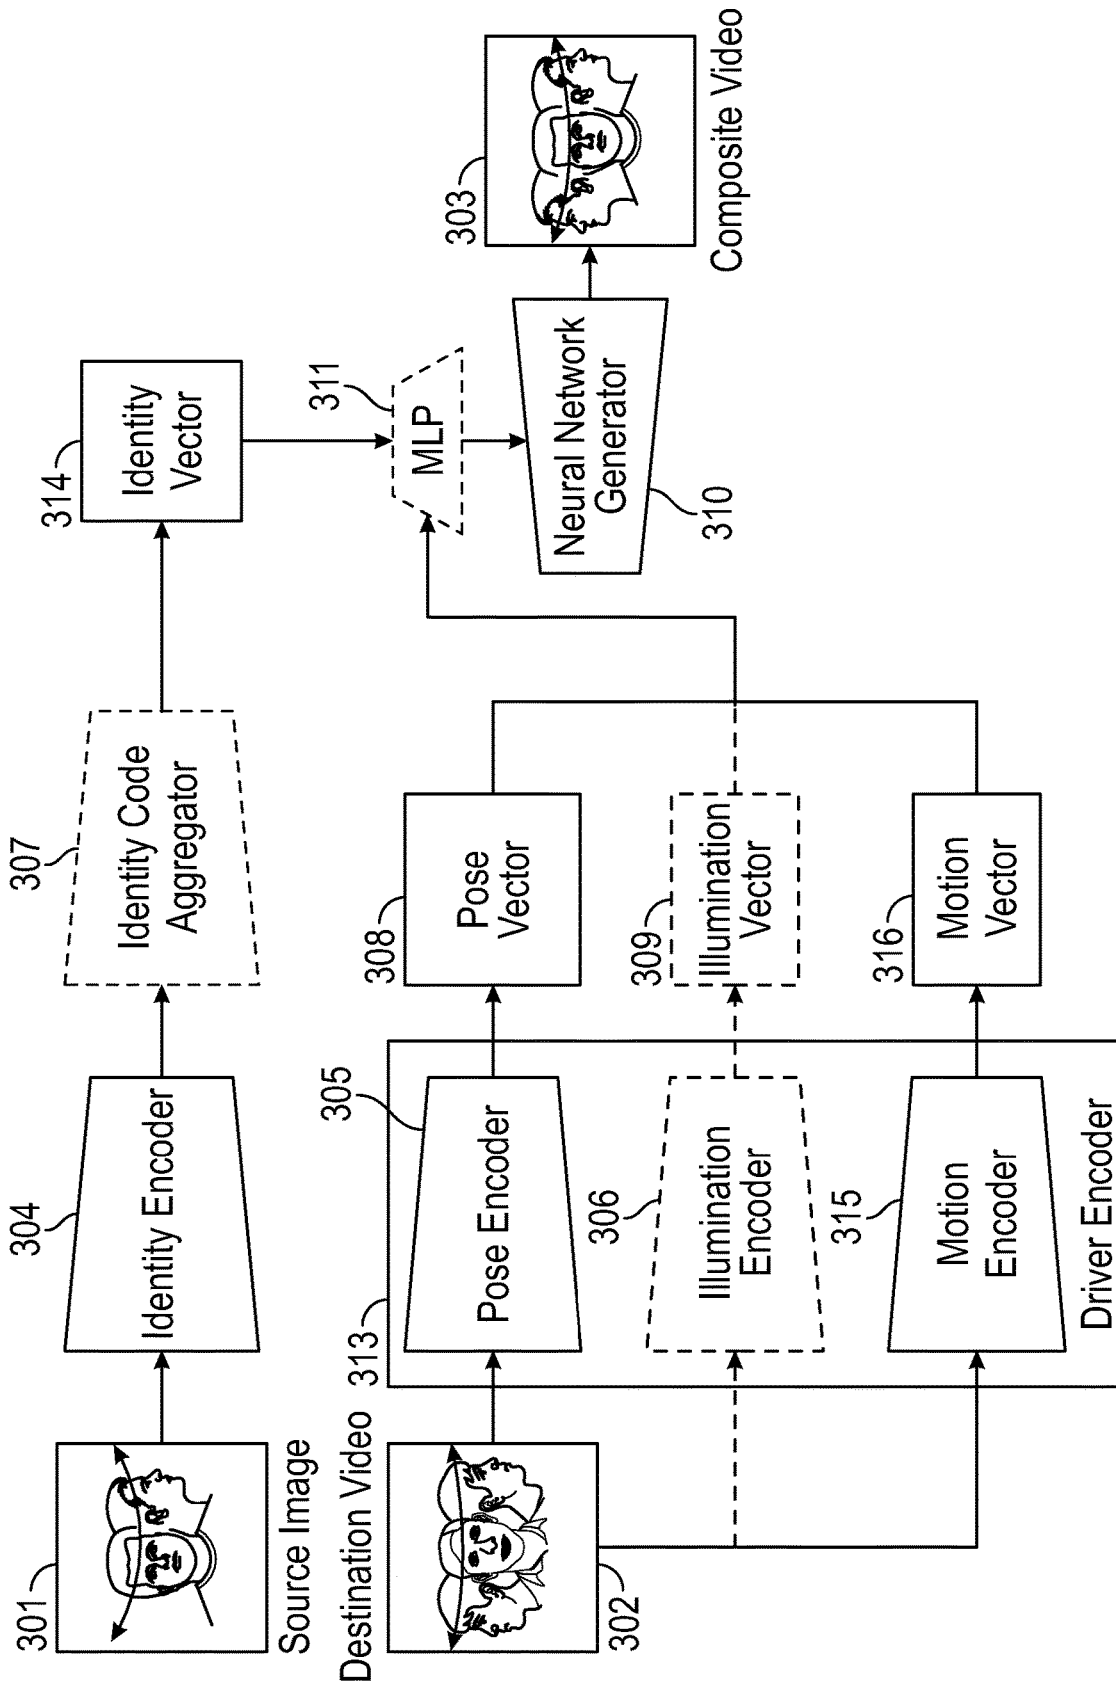 301
Source Image
304
Identity Encoder
307
Identity Code
Aggregator
314
Identity
Vector
Destination Video
302
313
305
Pose Encoder
306
Illumination
Encoder
315
Motion
Encoder
Driver Encoder
308
Pose
Vector
309
Illumination
Vector
316
Motion
Vector
311
MLP
Neural Network
Generator
310
303
Composite Video